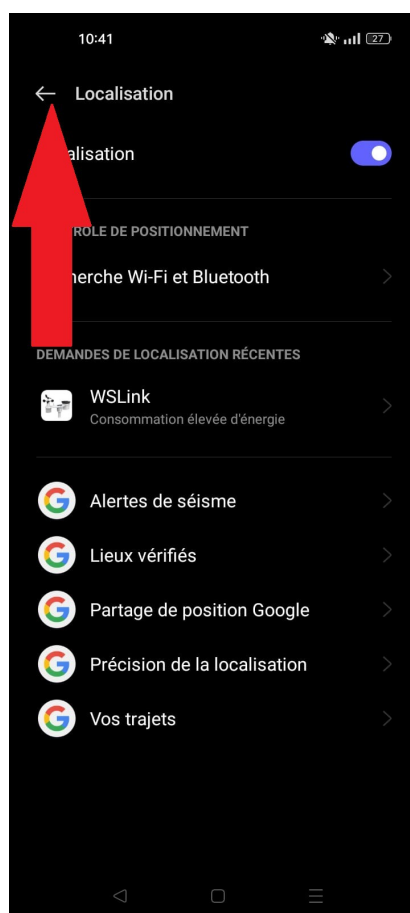 10:41
27
Localisation
alisation
ROLE DE POSITIONNEMENT
herche Wi-Fi et Bluetooth
DEMANDES DE LOCALISATION RÉCENTES
WSLink
Consommation élevée d'énergie
Alertes de séisme
Lieux vérifiés
Partage de position Google
Précision de la localisation
Vos trajets